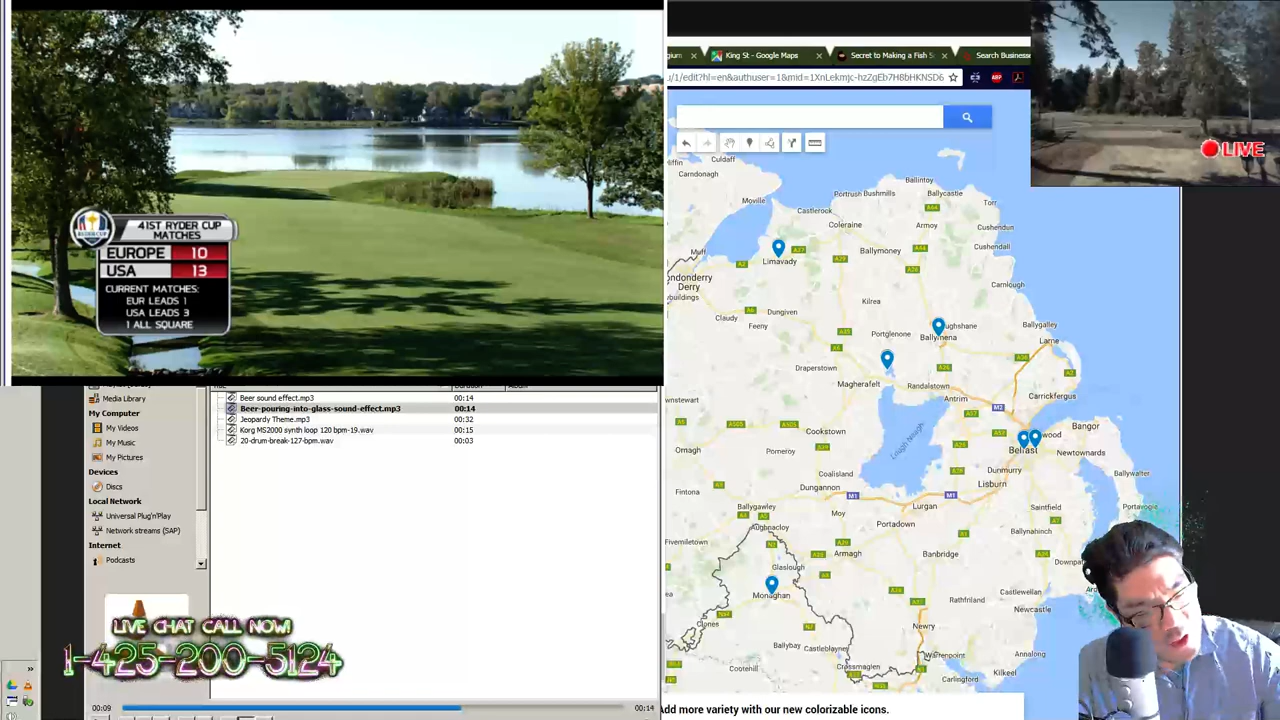 41ST RYDER CUP
MATCHES
EUROPE 10
USA 13
CURRENT MATCHES:
EUR LEADS 1
USA LEADS 3
1 ALL SQUARE
King St - Google Maps
Secret to Making a Fish S
Search Businesse
LIVE
Culdaff
Carndonagh
Moville
Muff
Limavady
Castlerock
Portrush
Bushmills
Ballintoy
Ballycastle
Torr
Coleraine
Armoy
Cushendun
Ballymoney
Cushendall
Carnlough
Derry
Claudy
Feeny
Dungiven
Kilrea
Portglenone
Ballymena
Ballygalley
Larne
Draperstown
Magherafelt
Randalstown
Antrim
Carrickfergus
Cookstown
Omagh
Pomeroy
Coalisland
Dungannon
Lough Neagh
Belfast
Bangor
Newtownards
Dunmurry
Lisburn
Ballywalter
Fintona
Ballygawley
Moy
Lurgan
Portadown
Saintfield
Portavogie
Aughnacloy
Ballynahinch
Armagh
Banbridge
Glaslough
Monaghan
Rathfriland
Castlewellan
Newcastle
Clones
Newry
Ballybay
Castleblayney
Cootehill
Crossmaglen
Warrenpoint
Annalong
Kilkeel
Carlingford
Add more variety with our new colorizable icons.
Media Library
My Computer
My Videos
My Music
My Pictures
Devices
Discs
Local Network
Universal Plug'n'Play
Network streams (SAP)
Internet
Podcasts
Beer sound effect.mp3 00:14
Beer-pouring-into-glass-sound-effect.mp3 00:14
Jeopardy Theme.mp3 00:32
Korg MS2000 synth loop 120 bpm-19.wav 00:15
20-drum-break-127-bpm.wav 00:03
LIVE CHAT CALL NOW!
1-425-200-5124
00:09
00:14